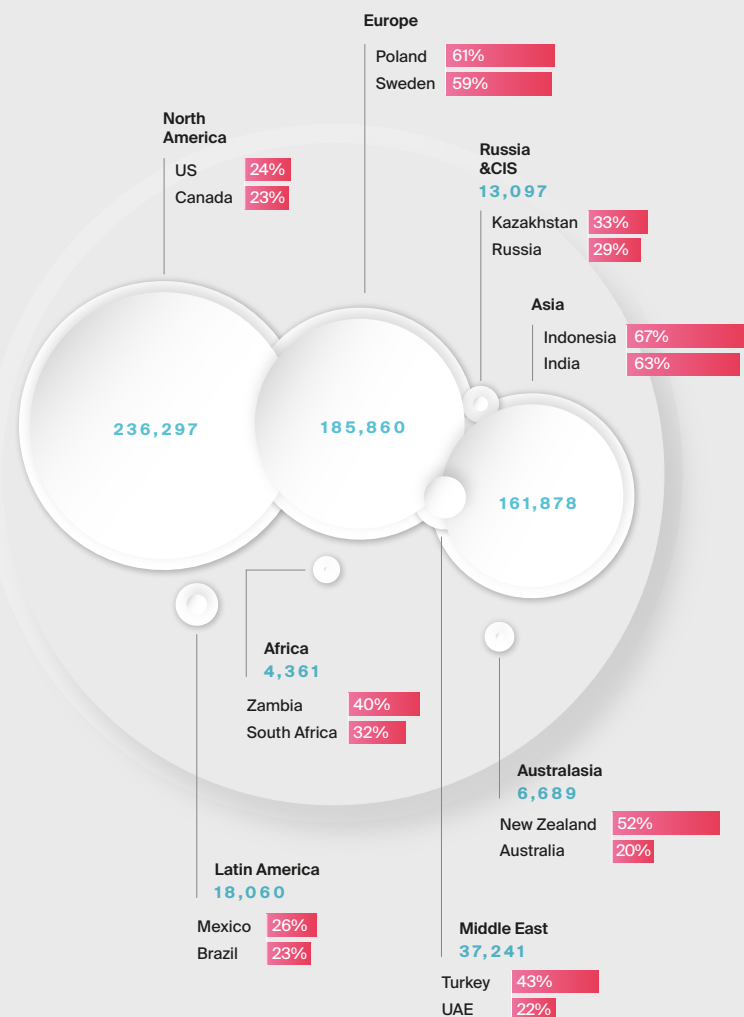 Europe
Poland 61%
Sweden 59%
North
America
US 24%
Canada 23%
Russia
&CIS
13,097
Kazakhstan 33%
Russia 29%
Asia
Indonesia 67%
India 63%
236,297
185,860
161,878
Africa
4,361
Zambia 40%
South Africa 32%
Australasia
6,689
New Zealand 52%
Australia 20%
Latin America
18,060
Mexico 26%
Brazil 23%
Middle East
37,241
Turkey 43%
UAE 22%